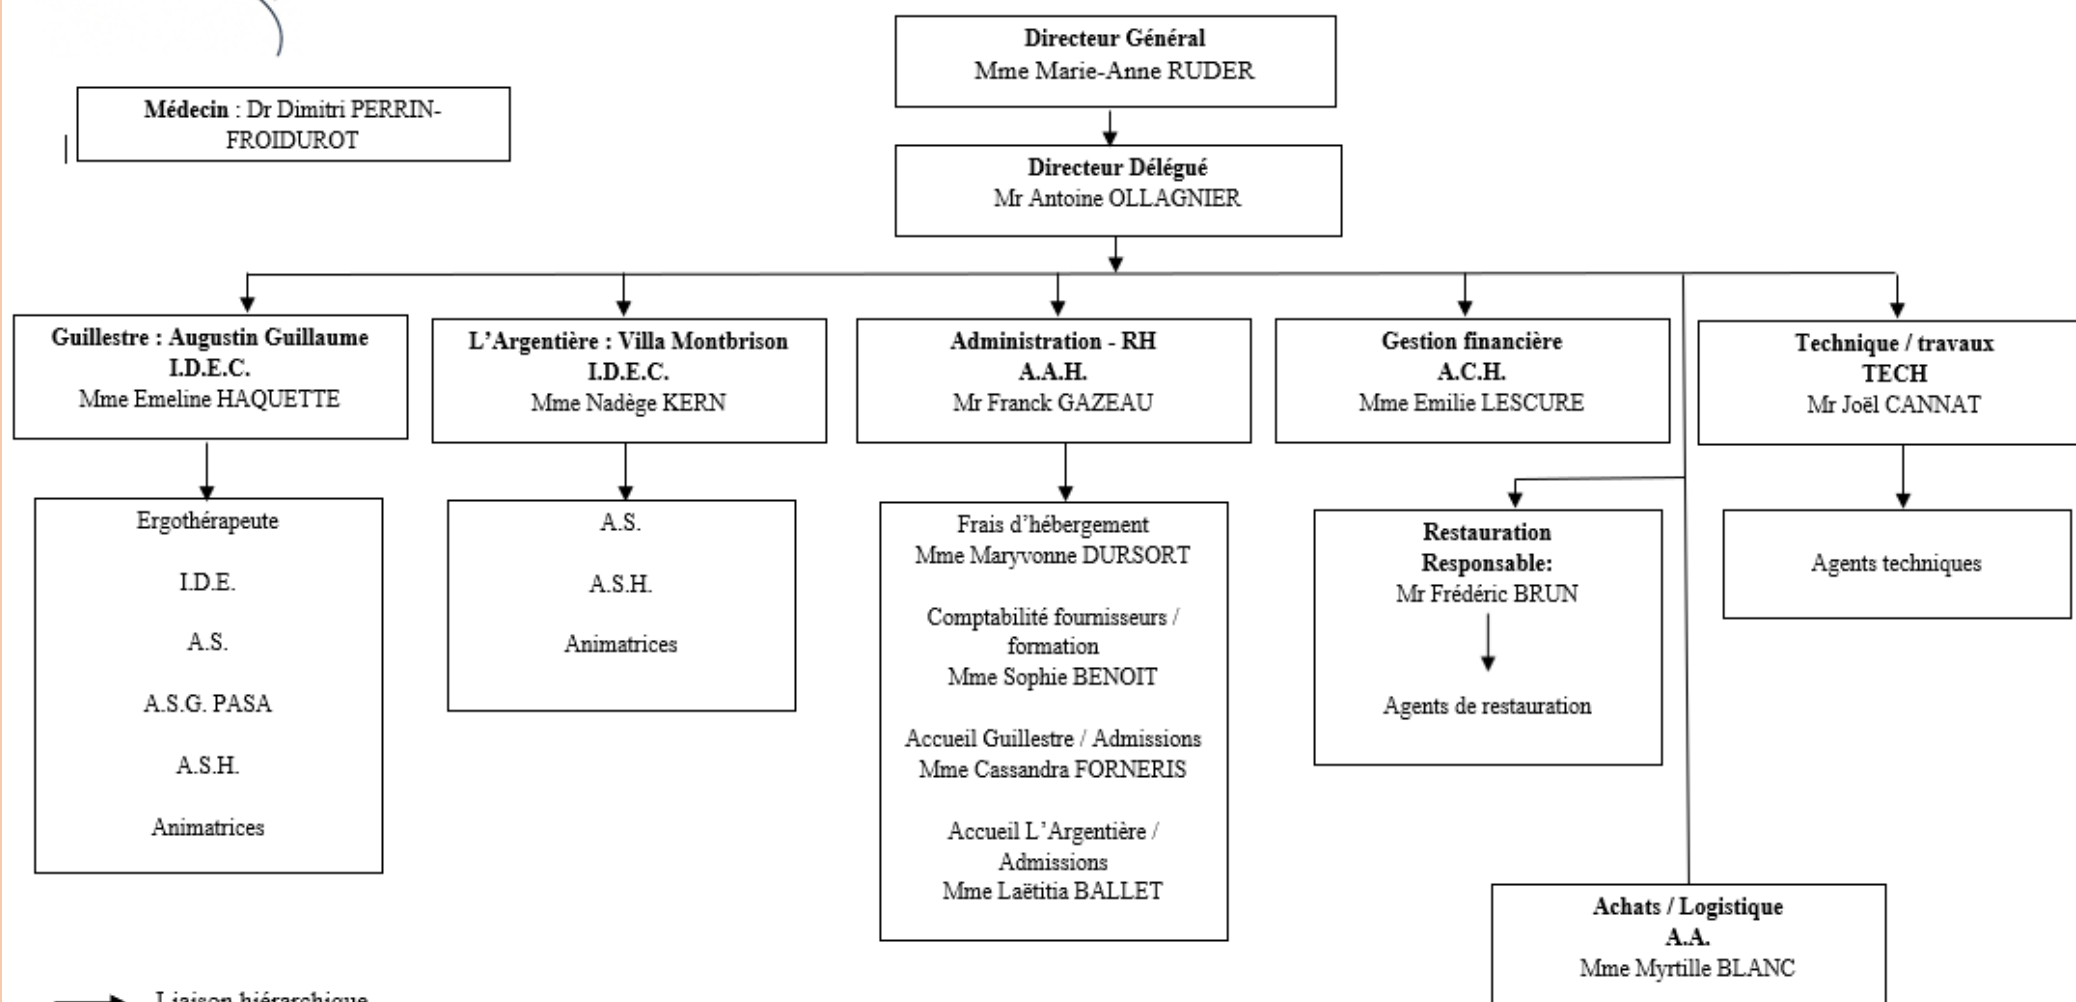 Directeur Général
Mme Marie-Anne RUDER
Médecin : Dr Dimitri PERRIN-
FROIDUROT
Directeur Délégué
Mr Antoine OLLAGNIER
Guillestre : Augustin Guillaume
I.D.E.C.
Mme Emeline HAQUETTE
L’Argentière : Villa Montbrison
I.D.E.C.
Mme Nadège KERN
Administration - RH
A.A.H.
Mr Franck GAZEAU
Gestion financière
A.C.H.
Mme Emilie LESCURE
Technique / travaux
TECH
Mr Joël CANNAT
Ergothérapeute
I.D.E.
A.S.
A.S.G. PASA
A.S.H.
Animatrices
A.S.
A.S.H.
Animatrices
Frais d’hébergement
Mme Maryvonne DURSORT
Comptabilité fournisseurs /
formation
Mme Sophie BENOIT
Accueil Guillestre / Admissions
Mme Cassandra FORNERIS
Accueil L’Argentière /
Admissions
Mme Laëtitia BALLET
Restauration
Responsable:
Mr Frédéric BRUN
Agents de restauration
Agents techniques
Achats / Logistique
A.A.
Mme Myrtille BLANC
Liaison hiérarchique